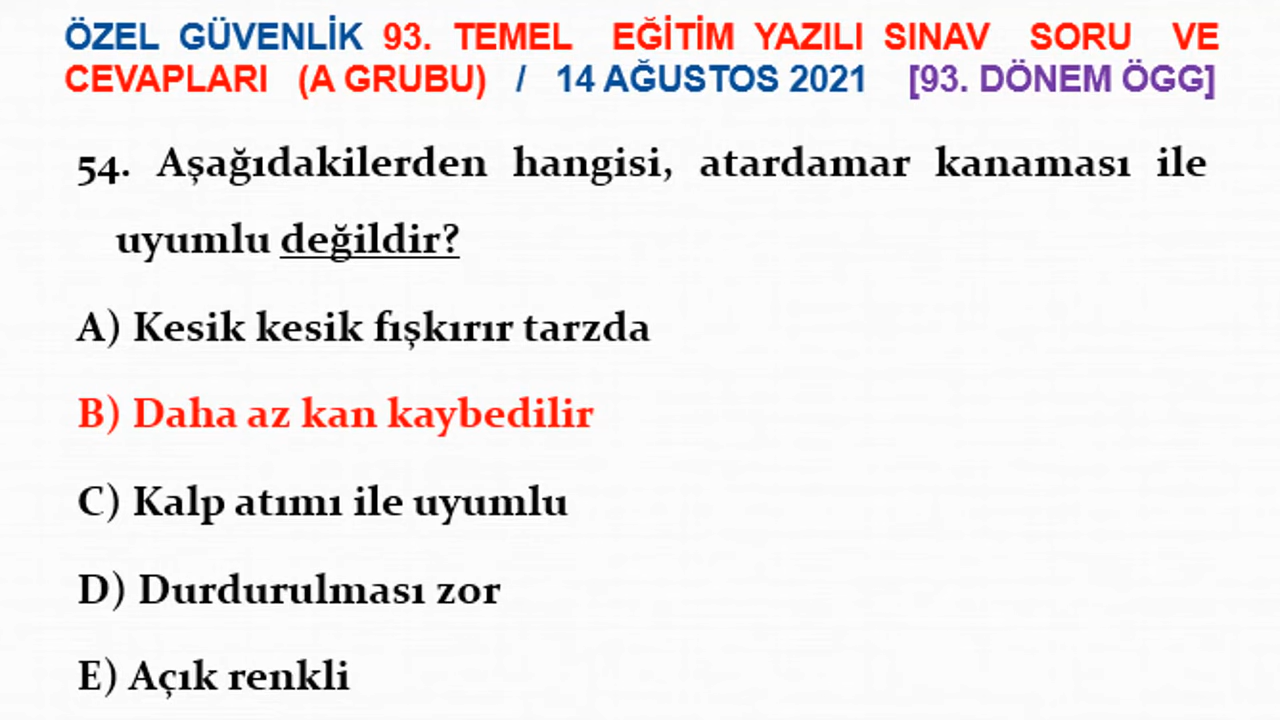 ÖZEL GÜVENLİK 93. TEMEL EĞİTİM YAZILI SINAV SORU VE
CEVAPLARI (A GRUBU) / 14 AĞUSTOS 2021 [93. DÖNEM ÖGG]
54. Aşağıdakilerden hangisi, atardamar kanaması ile
uyumlu değildir?
A) Kesik kesik fışkırır tarzda
B) Daha az kan kaybedilir
C) Kalp atımı ile uyumlu
D) Durdurulması zor
E) Açık renkli